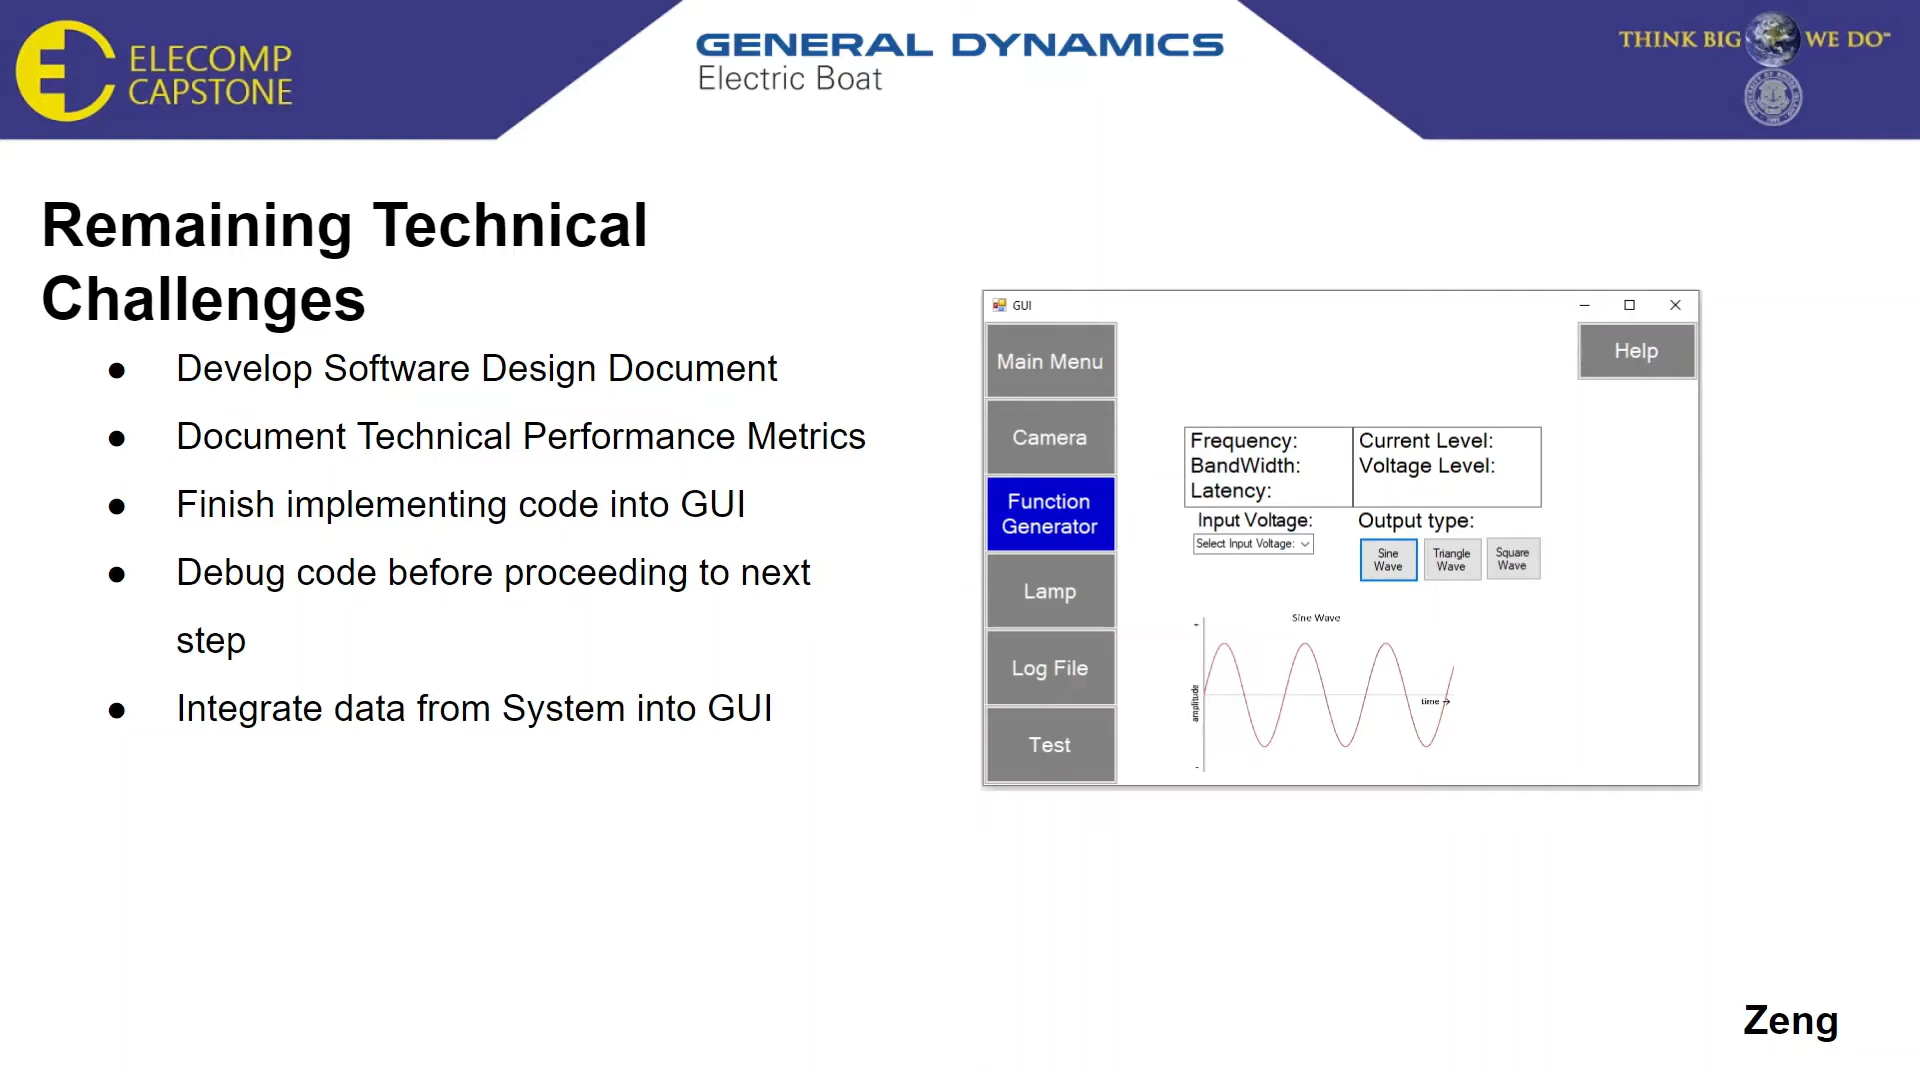 ELECOMP
CAPSTONE
GENERAL DYNAMICS
Electric Boat
THINK BIG WE DO℠
Remaining Technical
Challenges
● Develop Software Design Document
● Document Technical Performance Metrics
● Finish implementing code into GUI
● Debug code before proceeding to next
step
● Integrate data from System into GUI
GUI
Main Menu
Camera
Function
Generator
Lamp
Log File
Test
Help
Frequency:
BandWidth:
Latency:
Current Level:
Voltage Level:
Input Voltage:
Select Input Voltage:
Output type:
Sine
Wave
Triangle
Wave
Square
Wave
Sine Wave
amplitude
time →
Zeng